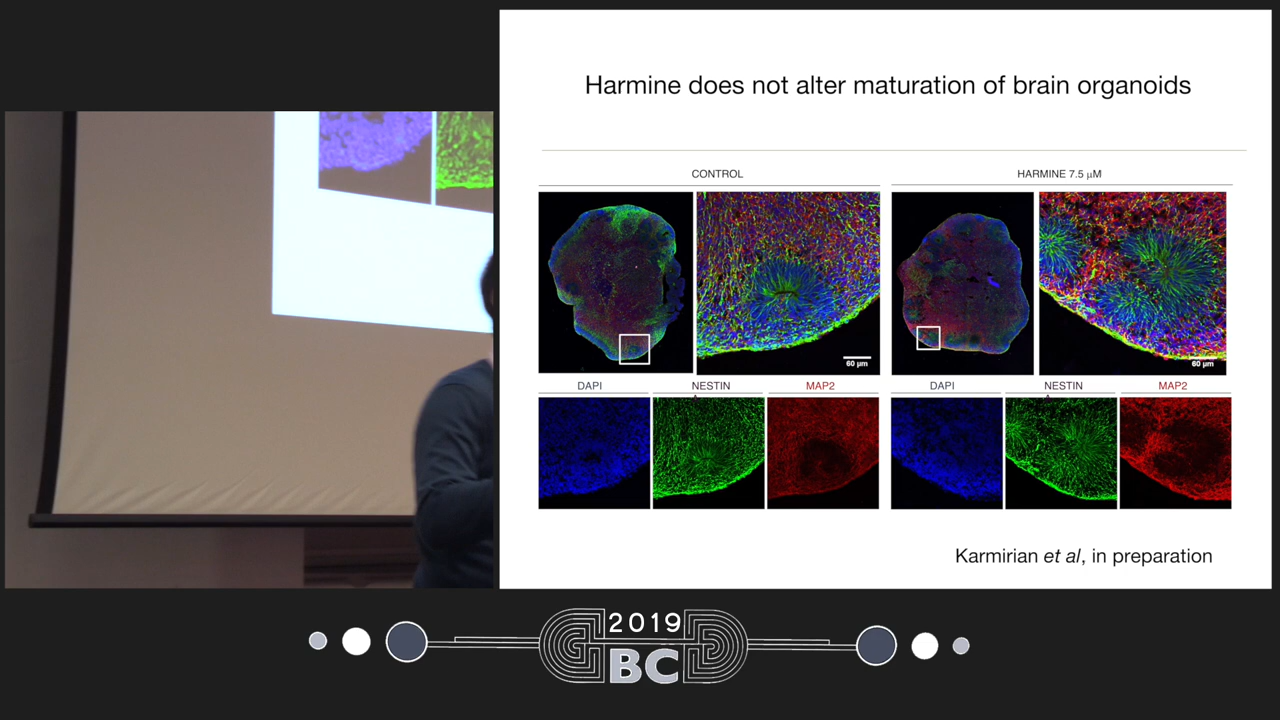 Harmine does not alter maturation of brain organoids
CONTROL
HARMINE 7.5 μM
60 μm
60 μm
DAPI
NESTIN
MAP2
DAPI
NESTIN
MAP2
Karmirian et al, in preparation
2019
BC